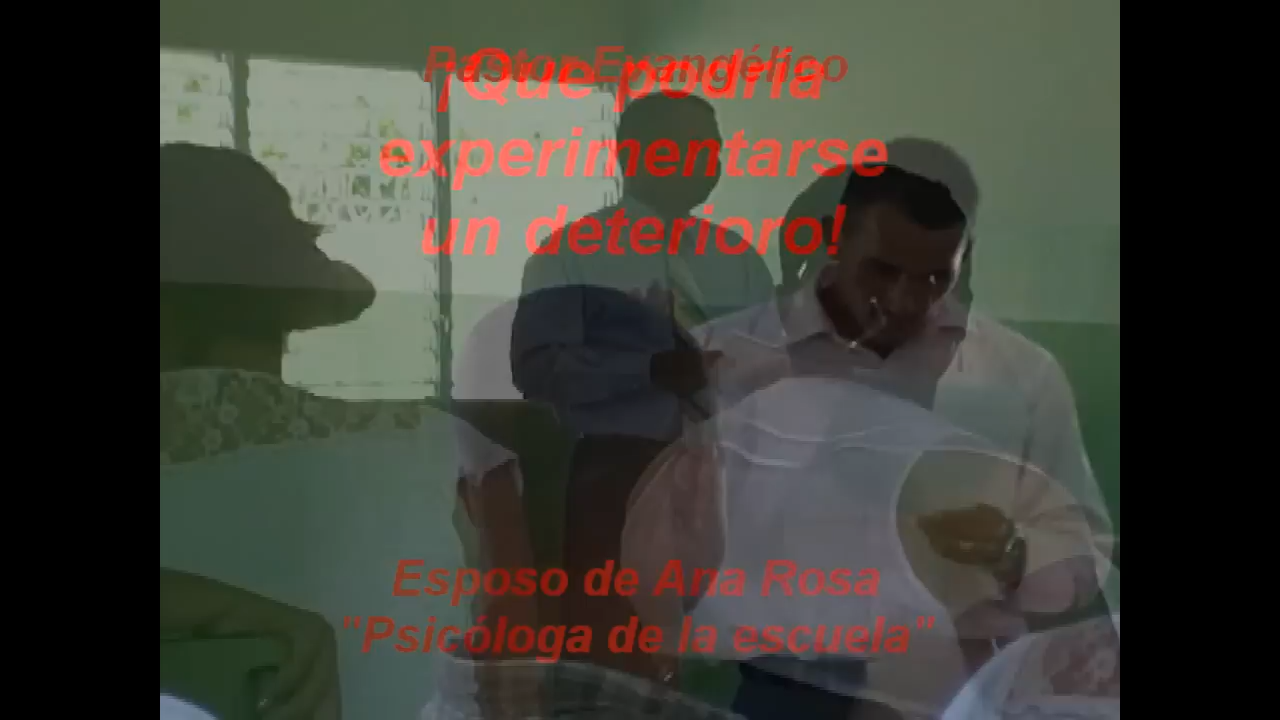 Pastor Evangélico
¡Que podría
experimentarse
un deterioro!
Esposo de Ana Rosa
"Psicóloga de la escuela"